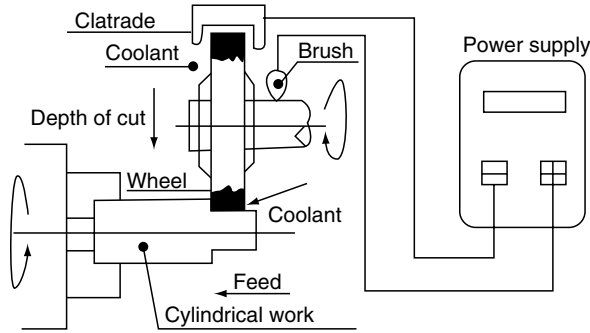 Clatrade
Coolant
Brush
Power supply
Depth of cut
Wheel
Coolant
Feed
Cylindrical work